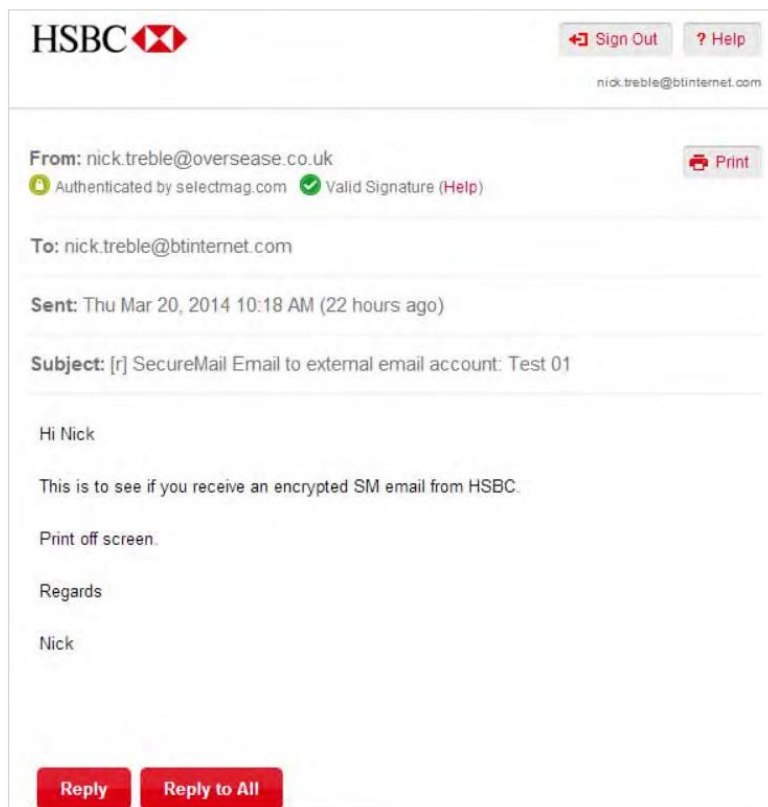 HSBC
Sign Out
? Help
nick.treble@btinternet.com
From: nick.treble@oversease.co.uk
Print
Authenticated by selectmag.com Valid Signature (Help)
To: nick.treble@btinternet.com
Sent: Thu Mar 20, 2014 10:18 AM (22 hours ago)
Subject: [r] SecureMail Email to external email account: Test 01
Hi Nick
This is to see if you receive an encrypted SM email from HSBC.
Print off screen.
Regards
Nick
Reply
Reply to All